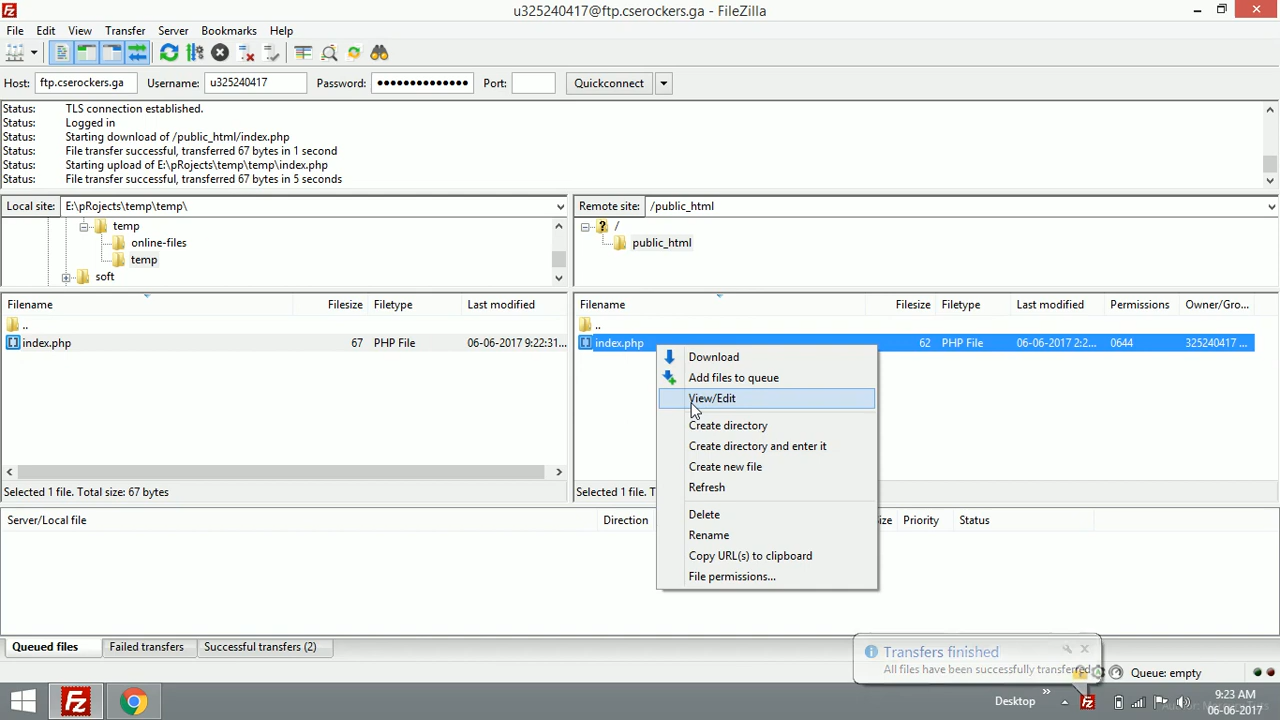 u325240417@ftp.cserockers.ga - FileZilla
File Edit View Transfer Server Bookmarks Help
Host: ftp.cserockers.ga Username: u325240417 Password: ●●●●●●●●●●●●●● Port: Quickconnect
Status: TLS connection established.
Status: Logged in
Status: Starting download of /public_html/index.php
Status: File transfer successful, transferred 67 bytes in 1 second
Status: Starting upload of E:\pRojects\temp\temp\index.php
Status: File transfer successful, transferred 67 bytes in 5 seconds
Local site: E:\pRojects\temp\temp\
temp
online-files
temp
soft
Remote site: /public_html
/
public_html
Filename Filesize Filetype Last modified
..
index.php 67 PHP File 06-06-2017 9:22:31...
Selected 1 file. Total size: 67 bytes
Filename Filesize Filetype Last modified Permissions Owner/Gro...
..
index.php 62 PHP File 06-06-2017 2:2... 0644 325240417 ...
Selected 1 file. T
Download
Add files to queue
View/Edit
Create directory
Create directory and enter it
Create new file
Refresh
Delete
Rename
Copy URL(s) to clipboard
File permissions...
Server/Local file Direction ize Priority Status
Queued files Failed transfers Successful transfers (2)
Transfers finished
All files have been successfully transferred
Queue: empty
Desktop
9:23 AM
06-06-2017